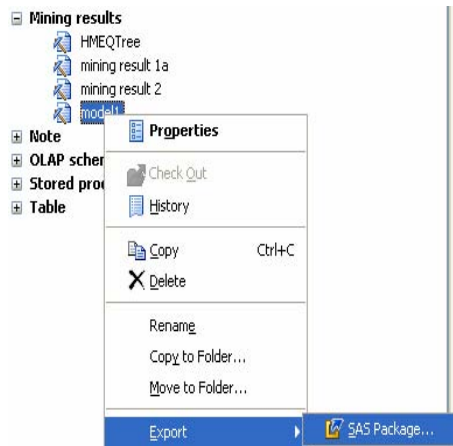 Mining results
HMEQTree
mining result 1a
mining result 2
model1
Note
OLAP scher
Stored pro
Table
Properties
Check Out
History
Copy Ctrl+C
Delete
Rename
Copy to Folder...
Move to Folder...
Export
SAS Package...